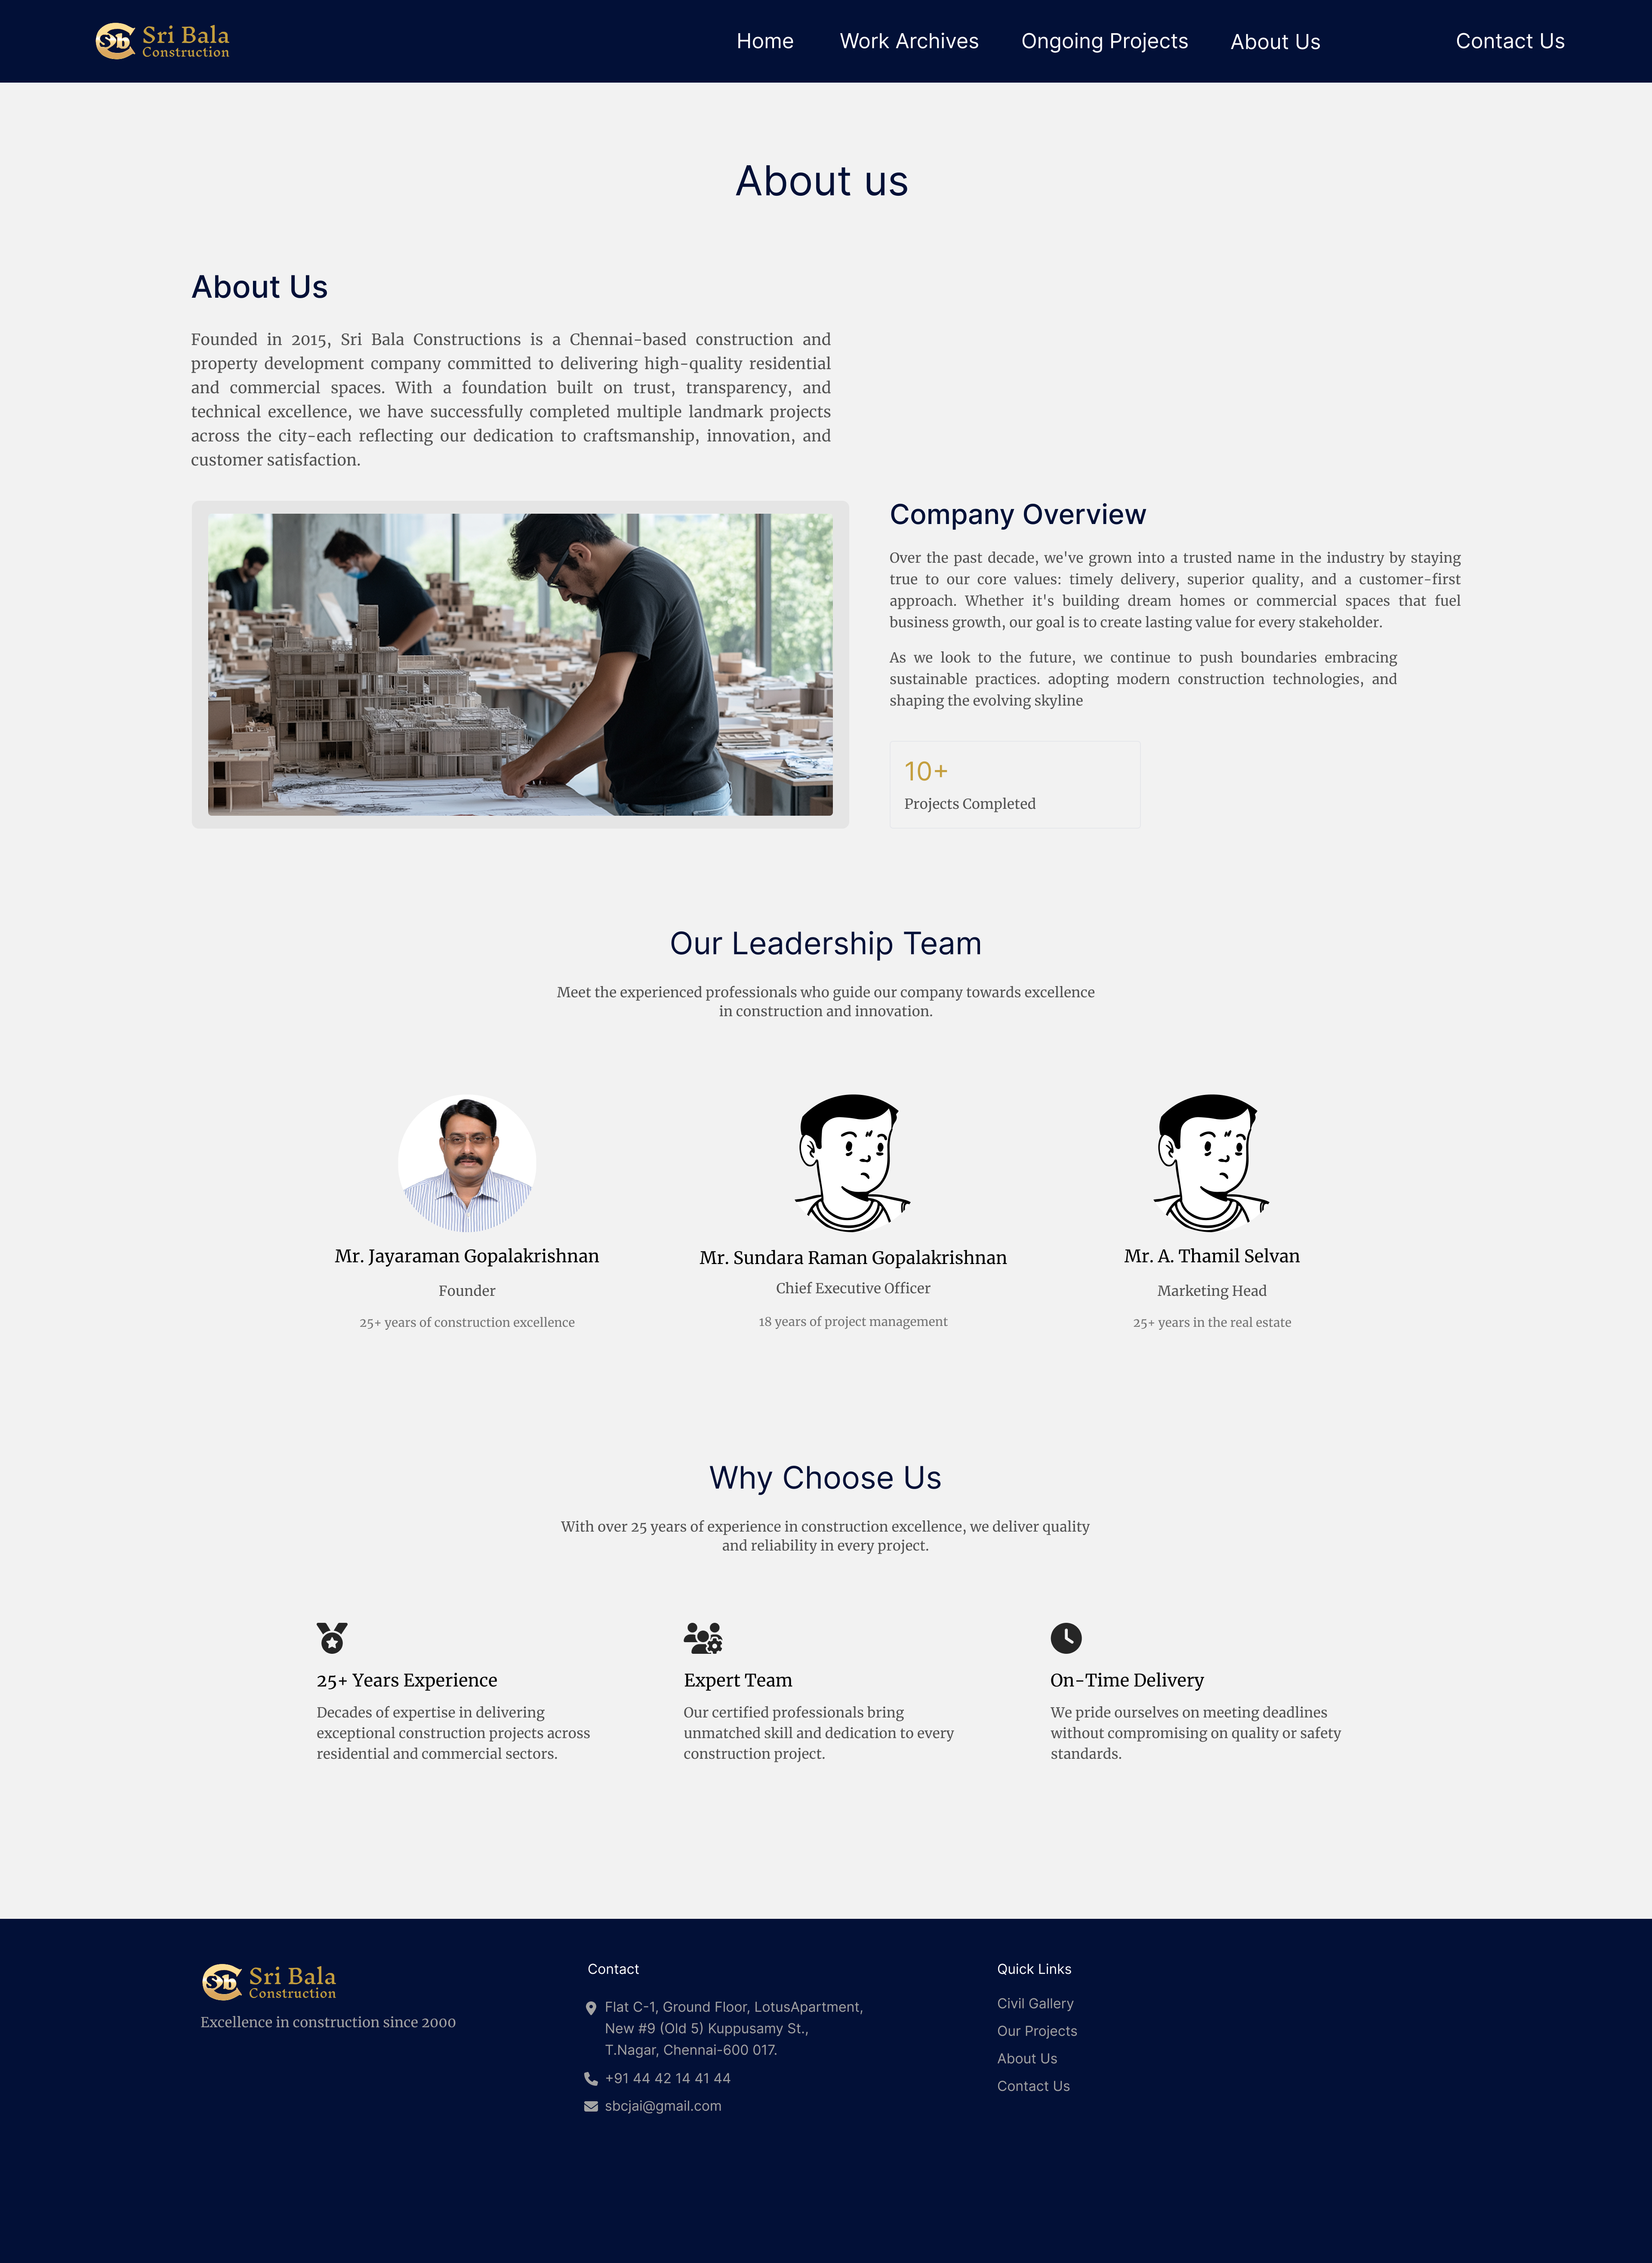 Sri Bala
Construction
Home
Work Archives
Ongoing Projects
About Us
Contact Us
About us
About Us
Founded in 2015, Sri Bala Constructions is a Chennai-based construction and
property development company committed to delivering high-quality residential
and commercial spaces. With a foundation built on trust, transparency, and
technical excellence, we have successfully completed multiple landmark projects
across the city-each reflecting our dedication to craftsmanship, innovation, and
customer satisfaction.
Company Overview
Over the past decade, we've grown into a trusted name in the industry by staying
true to our core values: timely delivery, superior quality, and a customer-first
approach. Whether it's building dream homes or commercial spaces that fuel
business growth, our goal is to create lasting value for every stakeholder.
As we look to the future, we continue to push boundaries embracing
sustainable practices. adopting modern construction technologies, and
shaping the evolving skyline
10+
Projects Completed
Our Leadership Team
Meet the experienced professionals who guide our company towards excellence
in construction and innovation.
Mr. Jayaraman Gopalakrishnan
Founder
25+ years of construction excellence
Mr. Sundara Raman Gopalakrishnan
Chief Executive Officer
18 years of project management
Mr. A. Thamil Selvan
Marketing Head
25+ years in the real estate
Why Choose Us
With over 25 years of experience in construction excellence, we deliver quality
and reliability in every project.
25+ Years Experience
Decades of expertise in delivering
exceptional construction projects across
residential and commercial sectors.
Expert Team
Our certified professionals bring
unmatched skill and dedication to every
construction project.
On-Time Delivery
We pride ourselves on meeting deadlines
without compromising on quality or safety
standards.
Sri Bala
Construction
Excellence in construction since 2000
Contact
Flat C-1, Ground Floor, LotusApartment,
New #9 (Old 5) Kuppusamy St.,
T.Nagar, Chennai-600 017.
+91 44 42 14 41 44
sbcjai@gmail.com
Quick Links
Civil Gallery
Our Projects
About Us
Contact Us